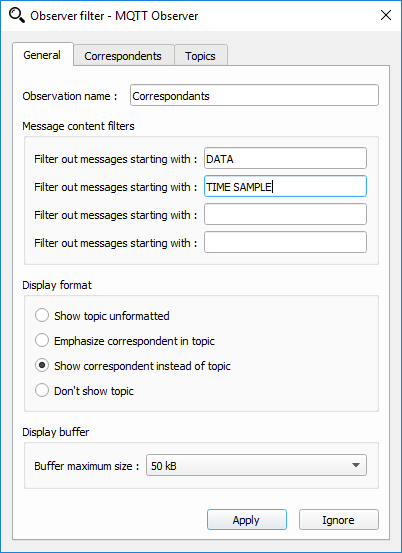 Observer filter - MQTT Observer
General Correspondents Topics
Observation name : Correspondants
Message content filters
Filter out messages starting with : DATA
Filter out messages starting with : TIME SAMPLE
Filter out messages starting with :
Filter out messages starting with :
Display format
Show topic unformatted
Emphasize correspondent in topic
Show correspondent instead of topic
Don't show topic
Display buffer
Buffer maximum size : 50 kB
Apply Ignore